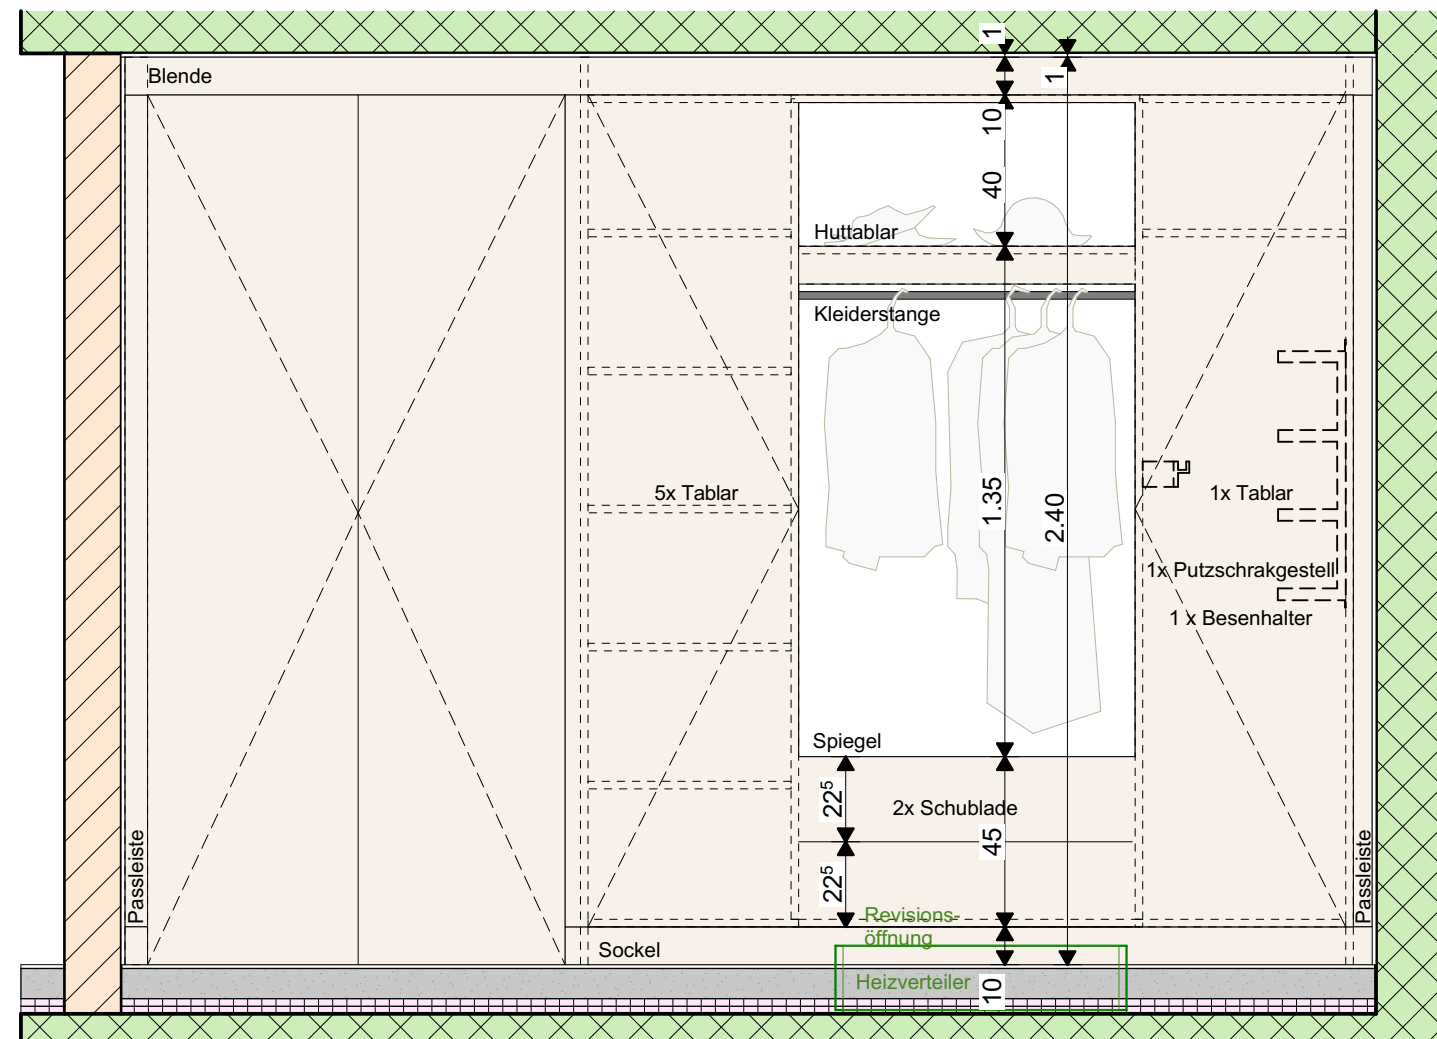 1
Blende
1
10
40
Huttablar
Kleiderstange
5x Tablar
1.35
2.40
1x Tablar
1x Putzschrakgestell
1 x Besenhalter
Spiegel
22⁵
2x Schublade
45
22⁵
Passleiste
Passleiste
Revisions-
öffnung
Sockel
Heizverteiler
10